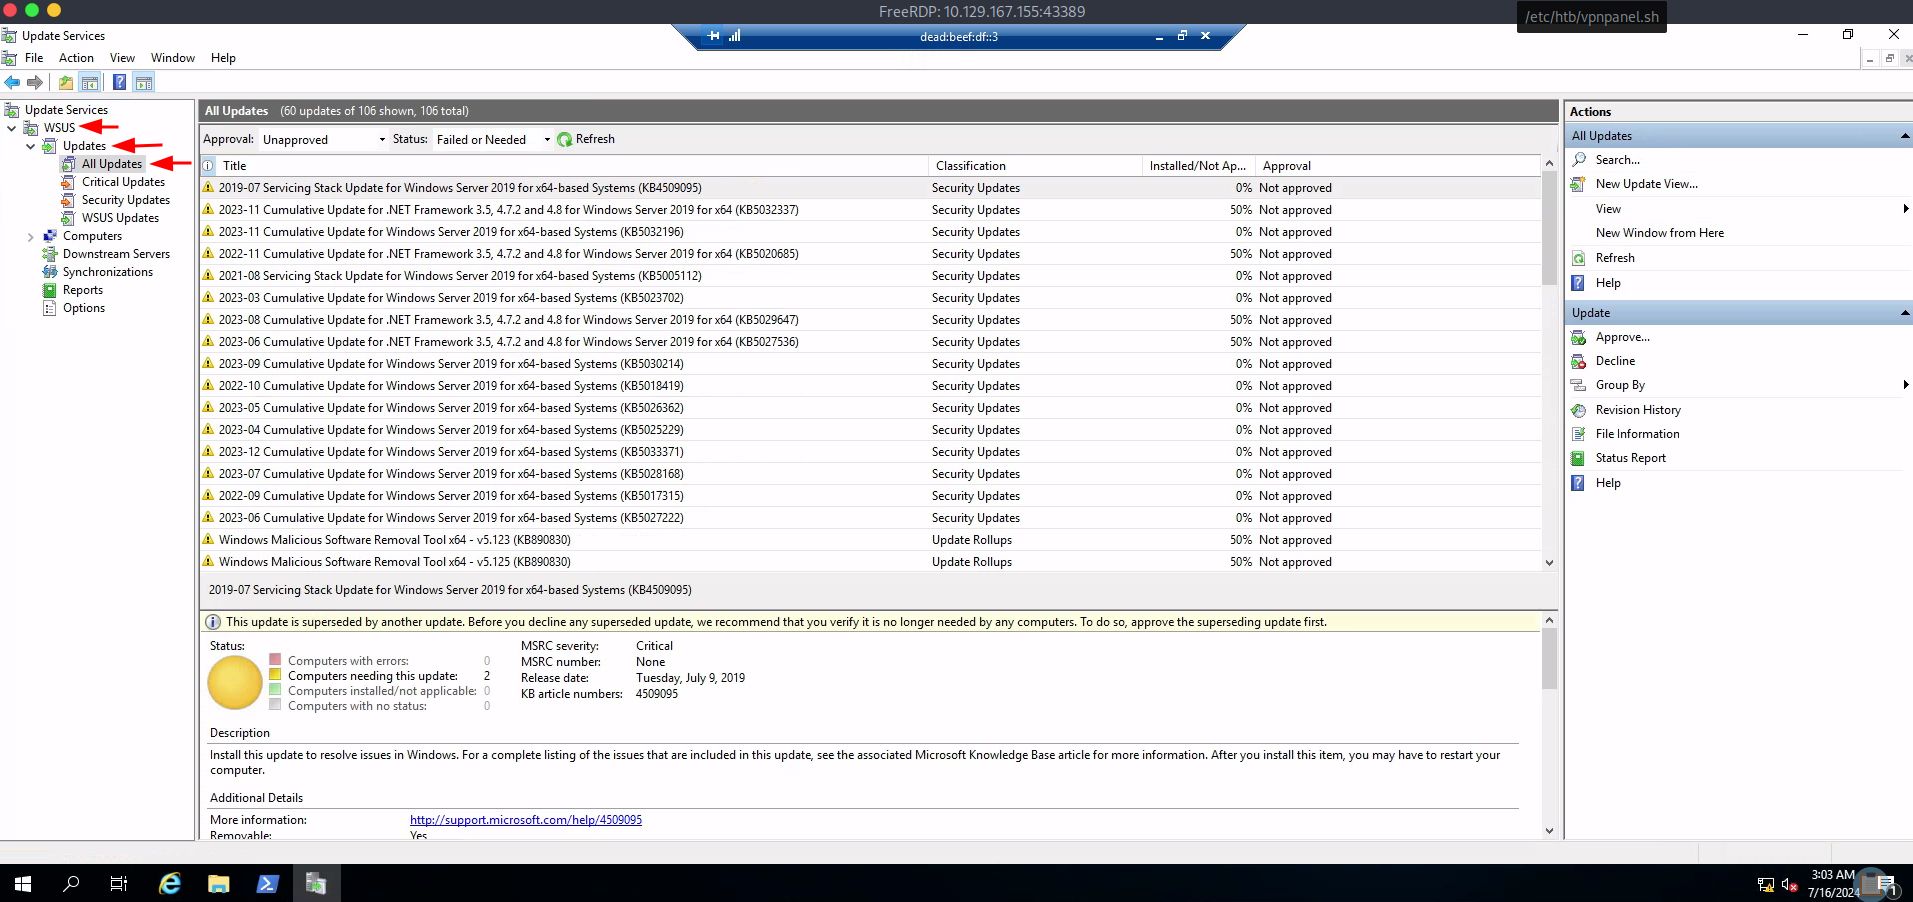 FreeRDP: 10.129.167.155:43389
/etc/htb/vpnpanel.sh
Update Services
dead:beef:df::3
File Action View Window Help
Update Services
WSUS
Updates
All Updates
Critical Updates
Security Updates
WSUS Updates
Computers
Downstream Servers
Synchronizations
Reports
Options
All Updates (60 updates of 106 shown, 106 total)
Approval: Unapproved Status: Failed or Needed Refresh
Title Classification Installed/Not Ap... Approval
2019-07 Servicing Stack Update for Windows Server 2019 for x64-based Systems (KB4509095) Security Updates 0% Not approved
2023-11 Cumulative Update for .NET Framework 3.5, 4.7.2 and 4.8 for Windows Server 2019 for x64 (KB5032337) Security Updates 50% Not approved
2023-11 Cumulative Update for Windows Server 2019 for x64-based Systems (KB5032196) Security Updates 0% Not approved
2022-11 Cumulative Update for .NET Framework 3.5, 4.7.2 and 4.8 for Windows Server 2019 for x64 (KB5020685) Security Updates 50% Not approved
2021-08 Servicing Stack Update for Windows Server 2019 for x64-based Systems (KB5005112) Security Updates 0% Not approved
2023-03 Cumulative Update for Windows Server 2019 for x64-based Systems (KB5023702) Security Updates 0% Not approved
2023-08 Cumulative Update for .NET Framework 3.5, 4.7.2 and 4.8 for Windows Server 2019 for x64 (KB5029647) Security Updates 50% Not approved
2023-06 Cumulative Update for .NET Framework 3.5, 4.7.2 and 4.8 for Windows Server 2019 for x64 (KB5027536) Security Updates 50% Not approved
2023-09 Cumulative Update for Windows Server 2019 for x64-based Systems (KB5030214) Security Updates 0% Not approved
2022-10 Cumulative Update for Windows Server 2019 for x64-based Systems (KB5018419) Security Updates 0% Not approved
2023-05 Cumulative Update for Windows Server 2019 for x64-based Systems (KB5026362) Security Updates 0% Not approved
2023-04 Cumulative Update for Windows Server 2019 for x64-based Systems (KB5025229) Security Updates 0% Not approved
2023-12 Cumulative Update for Windows Server 2019 for x64-based Systems (KB5033371) Security Updates 0% Not approved
2023-07 Cumulative Update for Windows Server 2019 for x64-based Systems (KB5028168) Security Updates 0% Not approved
2022-09 Cumulative Update for Windows Server 2019 for x64-based Systems (KB5017315) Security Updates 0% Not approved
2023-06 Cumulative Update for Windows Server 2019 for x64-based Systems (KB5027222) Security Updates 0% Not approved
Windows Malicious Software Removal Tool x64 - v5.123 (KB890830) Update Rollups 50% Not approved
Windows Malicious Software Removal Tool x64 - v5.125 (KB890830) Update Rollups 50% Not approved
2019-07 Servicing Stack Update for Windows Server 2019 for x64-based Systems (KB4509095)
This update is superseded by another update. Before you decline any superseded update, we recommend that you verify it is no longer needed by any computers. To do so, approve the superseding update first.
Status:
Computers with errors: 0
Computers needing this update: 2
Computers installed/not applicable: 0
Computers with no status: 0
MSRC severity: Critical
MSRC number: None
Release date: Tuesday, July 9, 2019
KB article numbers: 4509095
Description
Install this update to resolve issues in Windows. For a complete listing of the issues that are included in this update, see the associated Microsoft Knowledge Base article for more information. After you install this item, you may have to restart your
computer.
Additional Details
More information: http://support.microsoft.com/help/4509095
Removable: Yes
Actions
All Updates
Search...
New Update View...
View
New Window from Here
Refresh
Help
Update
Approve...
Decline
Group By
Revision History
File Information
Status Report
Help
3:03 AM
7/16/2024
1